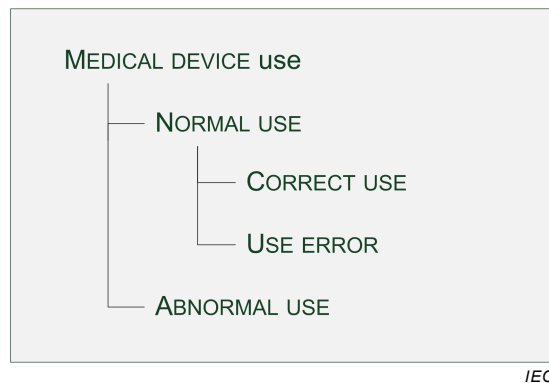 MEDICAL DEVICE use
NORMAL USE
CORRECT USE
USE ERROR
ABNORMAL USE
IEC